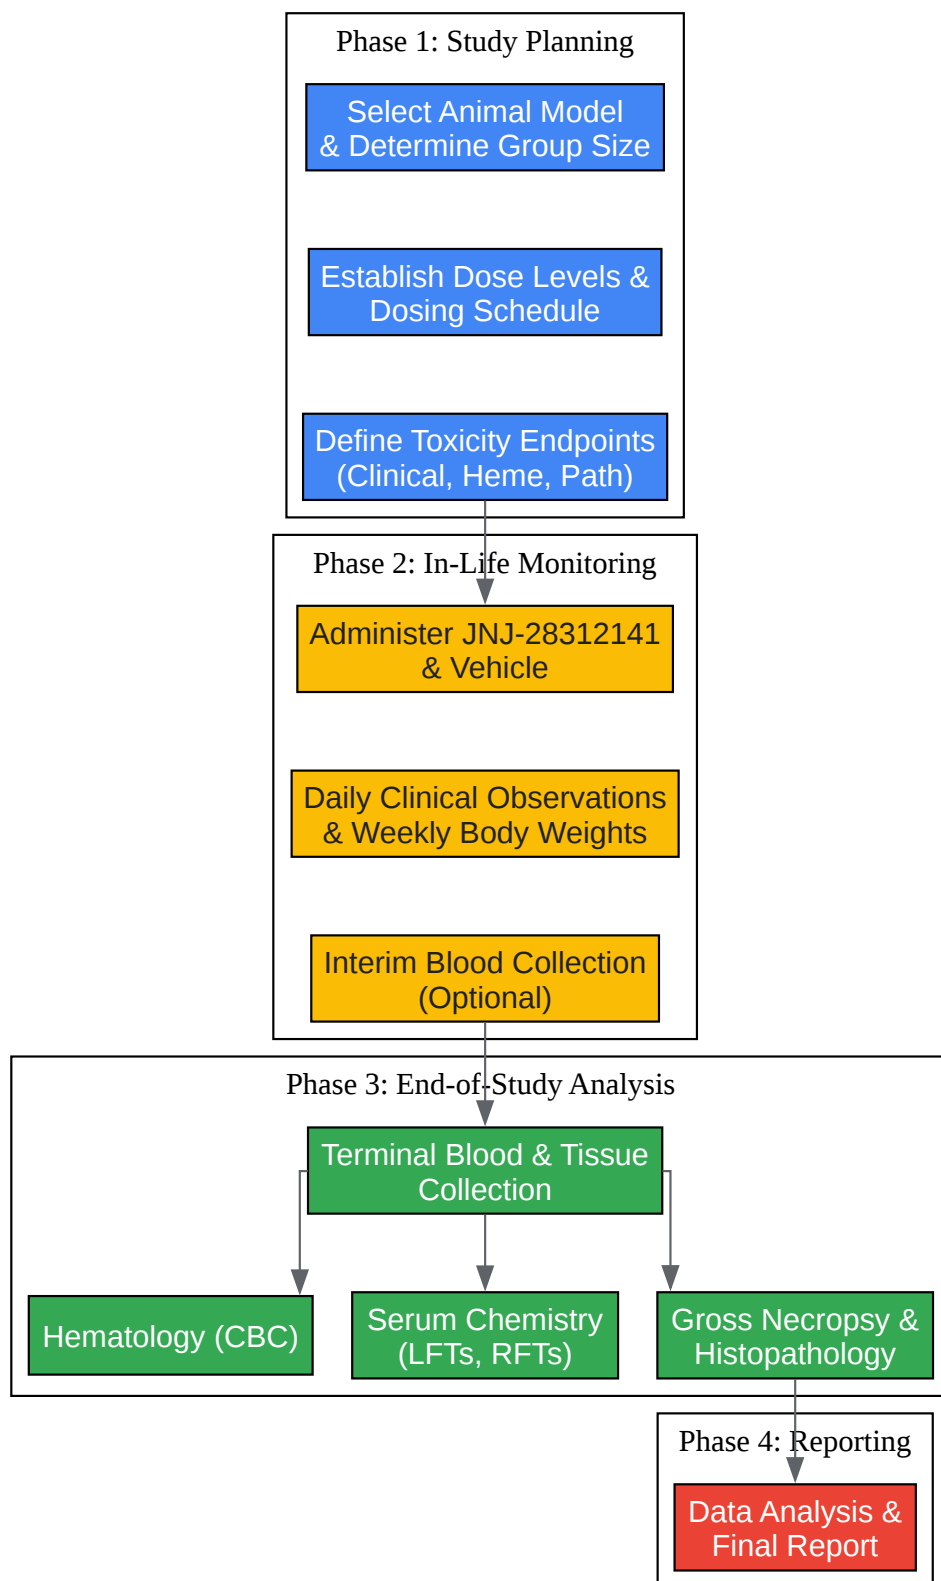 Phase 1: Study Planning
Select Animal Model
& Determine Group Size
Establish Dose Levels &
Dosing Schedule
Define Toxicity Endpoints
(Clinical, Heme, Path)
Phase 2: In-Life Monitoring
Administer JNJ-28312141
& Vehicle
Daily Clinical Observations
& Weekly Body Weights
Interim Blood Collection
(Optional)
Phase 3: End-of-Study Analysis
Terminal Blood & Tissue
Collection
Hematology (CBC)
Serum Chemistry
(LFTs, RFTs)
Gross Necropsy &
Histopathology
Phase 4: Reporting
Data Analysis &
Final Report